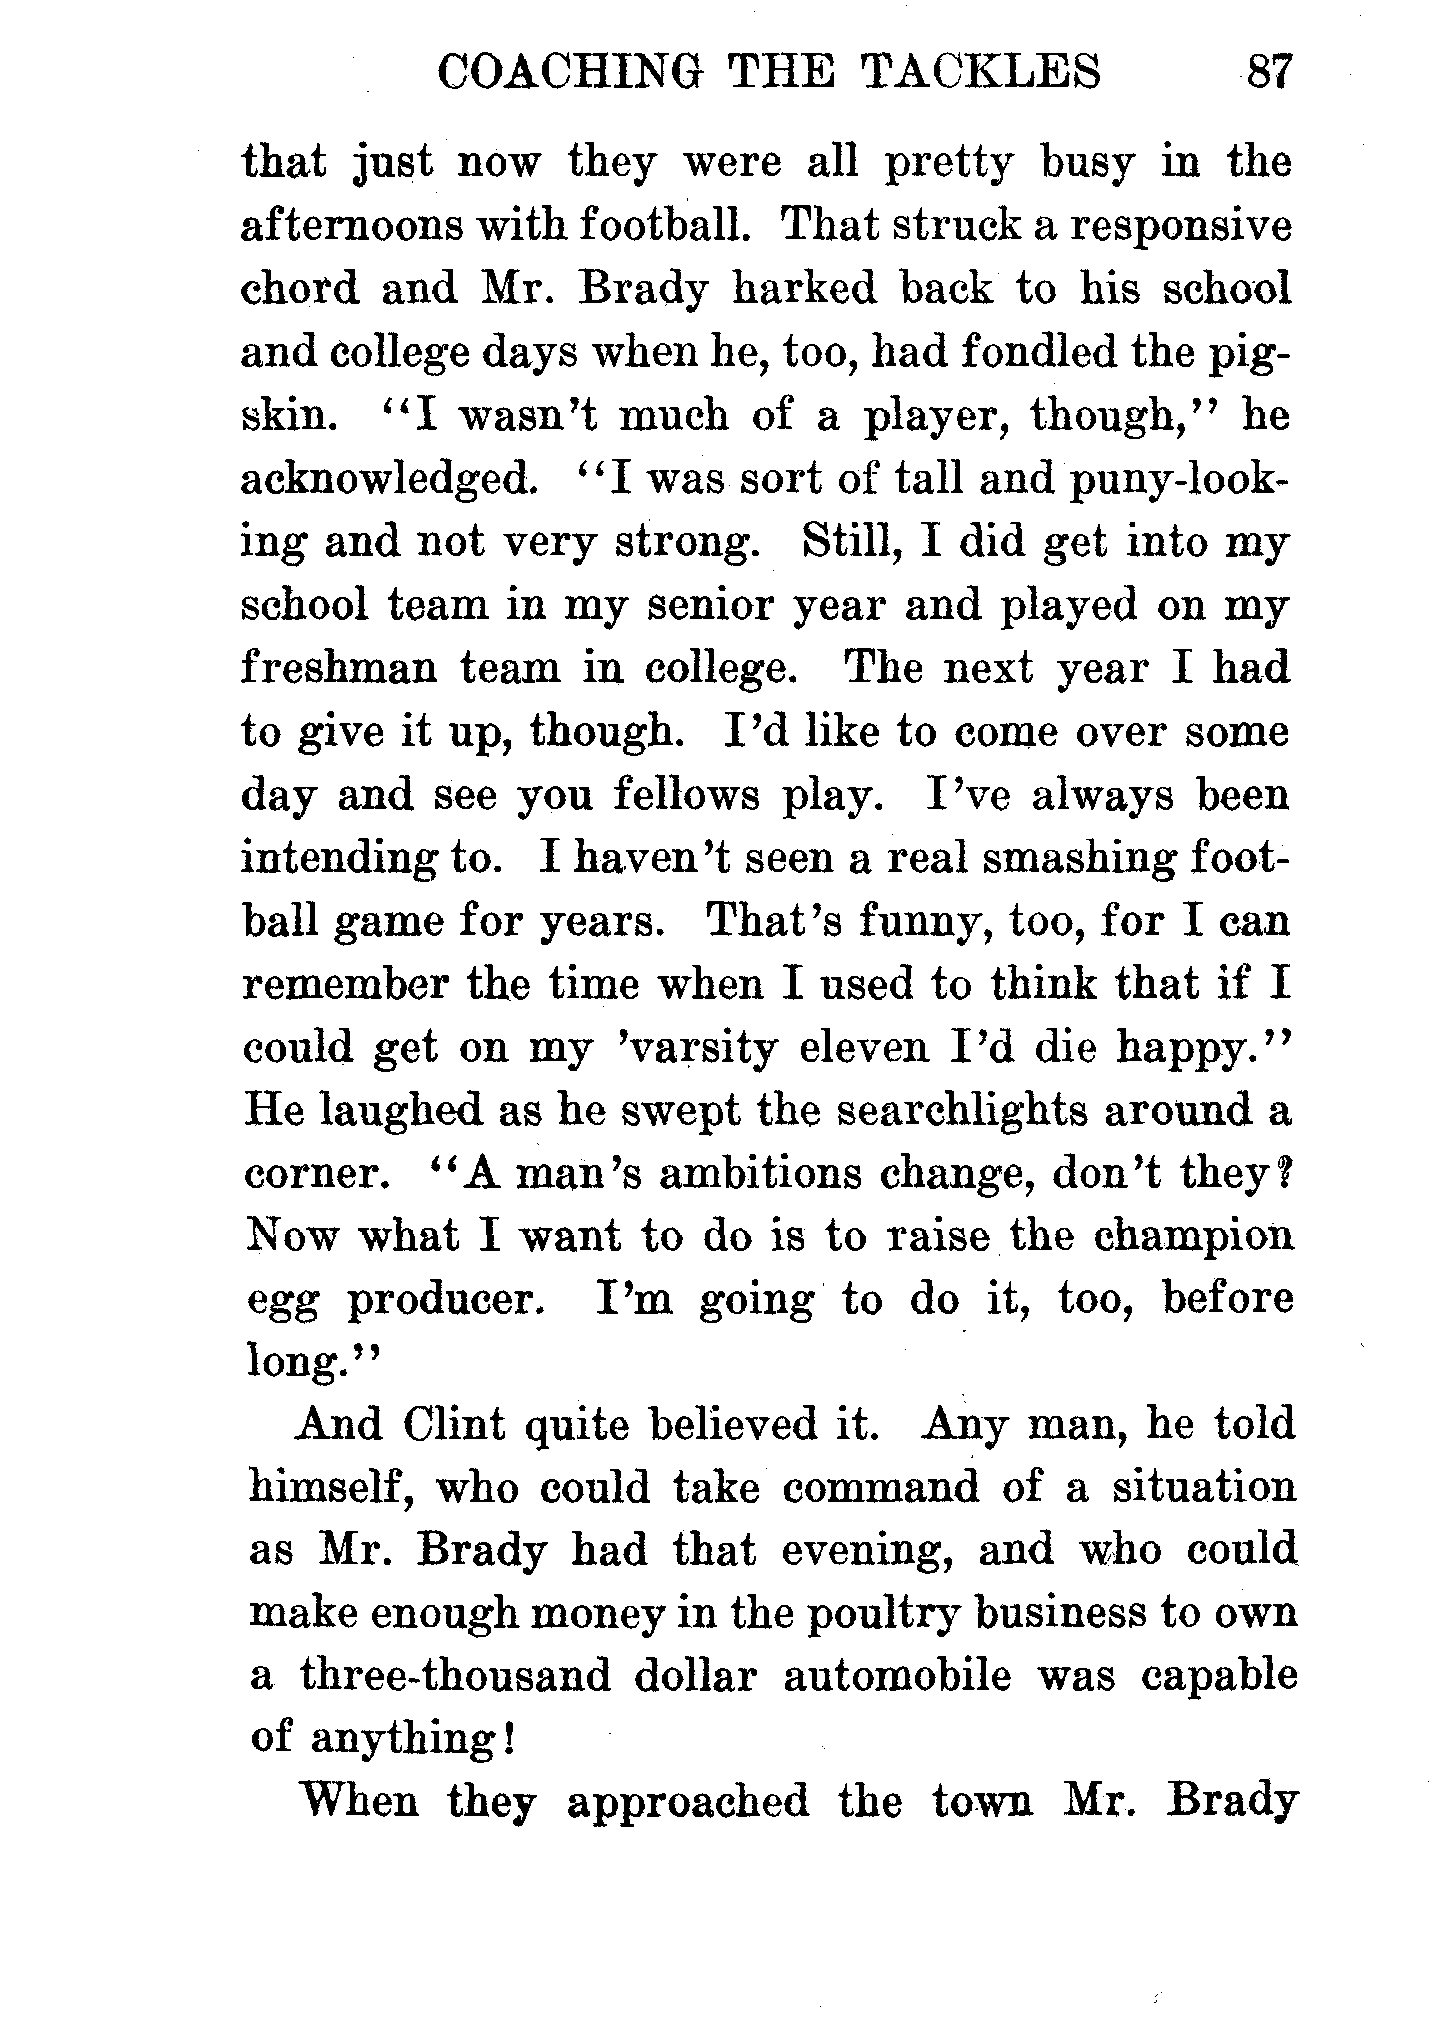 COACHING THE TACKLES 87
that just now they were all pretty busy in the
afternoons with football. That struck a responsive
chord and Mr. Brady harked back to his school
and college days when he, too, had fondled the pig-
skin. "I wasn't much of a player, though," he
acknowledged. "I was sort of tall and puny-look-
ing and not very strong. Still, I did get into my
school team in my senior year and played on my
freshman team in college. The next year I had
to give it up, though. I'd like to come over some
day and see you fellows play. I've always been
intending to. I haven't seen a real smashing foot-
ball game for years. That's funny, too, for I can
remember the time when I used to think that if I
could get on my 'varsity eleven I'd die happy."
He laughed as he swept the searchlights around a
corner. "A man's ambitions change, don't they?
Now what I want to do is to raise the champion
egg producer. I'm going to do it, too, before
long."
And Clint quite believed it. Any man, he told
himself, who could take command of a situation
as Mr. Brady had that evening, and who could
make enough money in the poultry business to own
a three-thousand dollar automobile was capable
of anything!
When they approached the town Mr. Brady